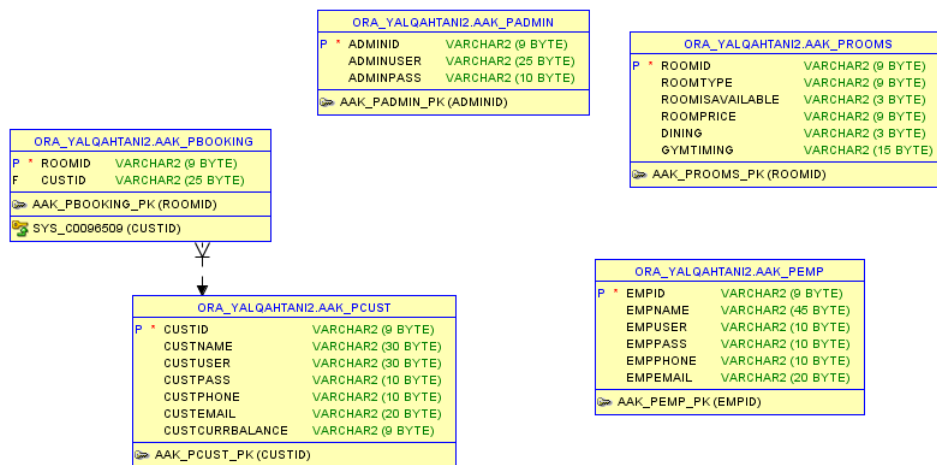 ORA_YALQAHTANI2.AAK_PADMIN
P * ADMINID VARCHAR2 (9 BYTE)
ADMINUSER VARCHAR2 (25 BYTE)
ADMINPASS VARCHAR2 (10 BYTE)
AAK_PADMIN_PK (ADMINID)
ORA_YALQAHTANI2.AAK_PROOMS
P * ROOMID VARCHAR2 (9 BYTE)
ROOMTYPE VARCHAR2 (9 BYTE)
ROOMISAVAILABLE VARCHAR2 (3 BYTE)
ROOMPRICE VARCHAR2 (9 BYTE)
DINING VARCHAR2 (3 BYTE)
GYMTIMING VARCHAR2 (15 BYTE)
AAK_PROOMS_PK (ROOMID)
ORA_YALQAHTANI2.AAK_PBOOKING
P * ROOMID VARCHAR2 (9 BYTE)
F CUSTID VARCHAR2 (25 BYTE)
AAK_PBOOKING_PK (ROOMID)
SYS_C0096509 (CUSTID)
ORA_YALQAHTANI2.AAK_PCUST
P * CUSTID VARCHAR2 (9 BYTE)
CUSTNAME VARCHAR2 (30 BYTE)
CUSTUSER VARCHAR2 (30 BYTE)
CUSTPASS VARCHAR2 (10 BYTE)
CUSTPHONE VARCHAR2 (10 BYTE)
CUSTEMAIL VARCHAR2 (20 BYTE)
CUSTCURRBALANCE VARCHAR2 (9 BYTE)
AAK_PCUST_PK (CUSTID)
ORA_YALQAHTANI2.AAK_PEMP
P * EMPID VARCHAR2 (9 BYTE)
EMPNAME VARCHAR2 (45 BYTE)
EMPUSER VARCHAR2 (10 BYTE)
EMPPASS VARCHAR2 (10 BYTE)
EMPPHONE VARCHAR2 (10 BYTE)
EMPEMAIL VARCHAR2 (20 BYTE)
AAK_PEMP_PK (EMPID)